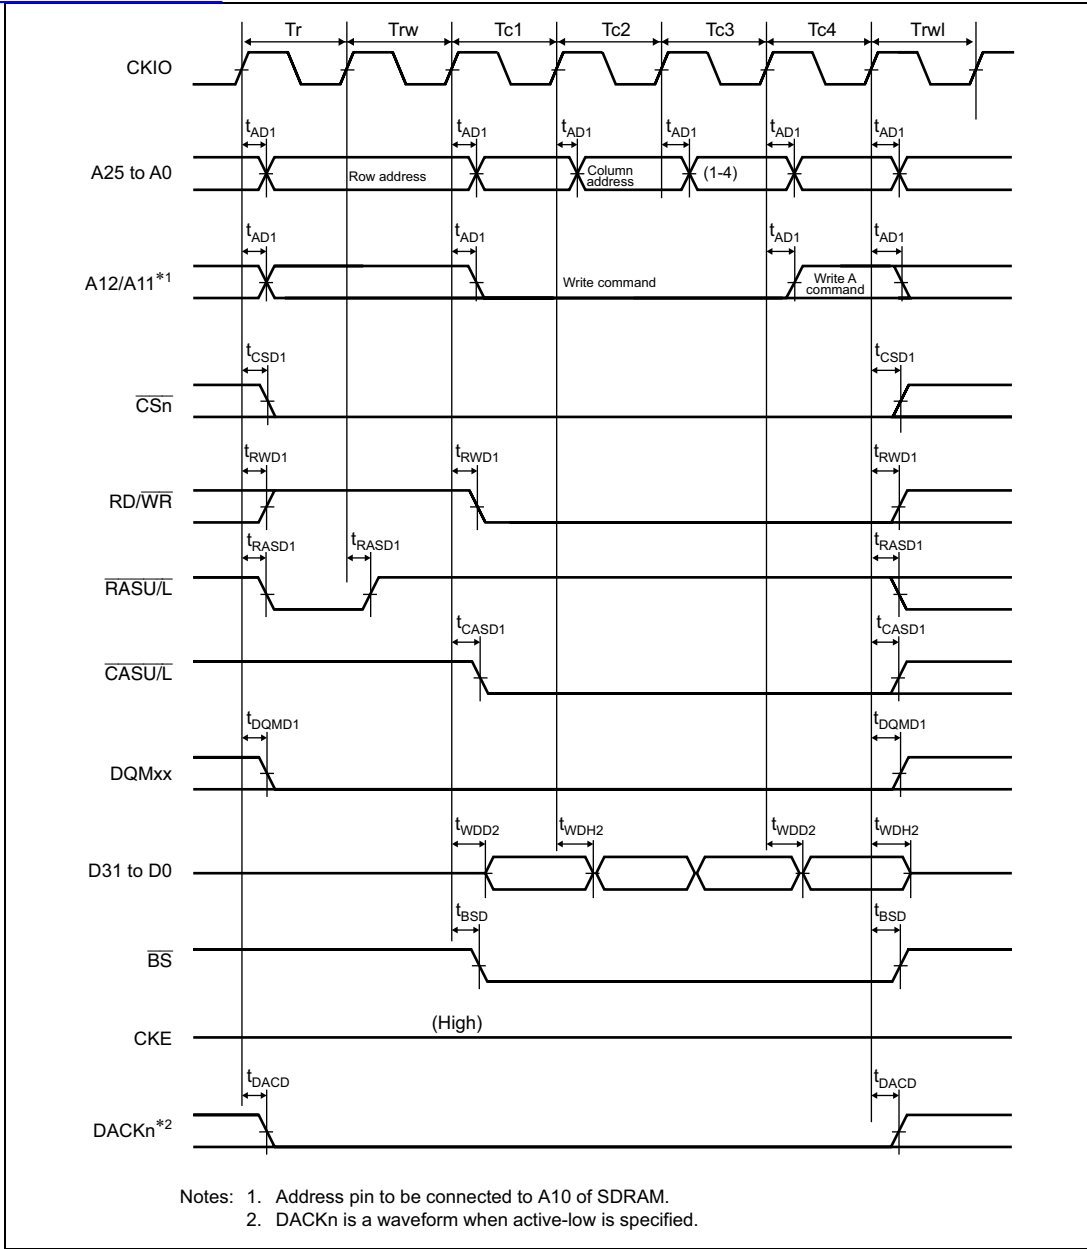 Tr Trw Tc1 Tc2 Tc3 Tc4 Trwl
CKIO
tAD1 tAD1 tAD1 tAD1 tAD1 tAD1
A25 to A0 Row address Column address (1-4)
tAD1 tAD1 tAD1 tAD1
A12/A11*1 Write command Write A command
tCSD1 tCSD1
CSn
tRWD1 tRWD1 tRWD1
RD/WR
tRASD1 tRASD1 tRASD1
RASU/L
tCASD1 tCASD1
CASU/L
tDQMD1 tDQMD1
DQMxx
tWDD2 tWDH2 tWDD2 tWDH2
D31 to D0
tBSD tBSD
BS
(High)
CKE
tDACD tDACD
DACKn*2
Notes: 1. Address pin to be connected to A10 of SDRAM.
2. DACKn is a waveform when active-low is specified.